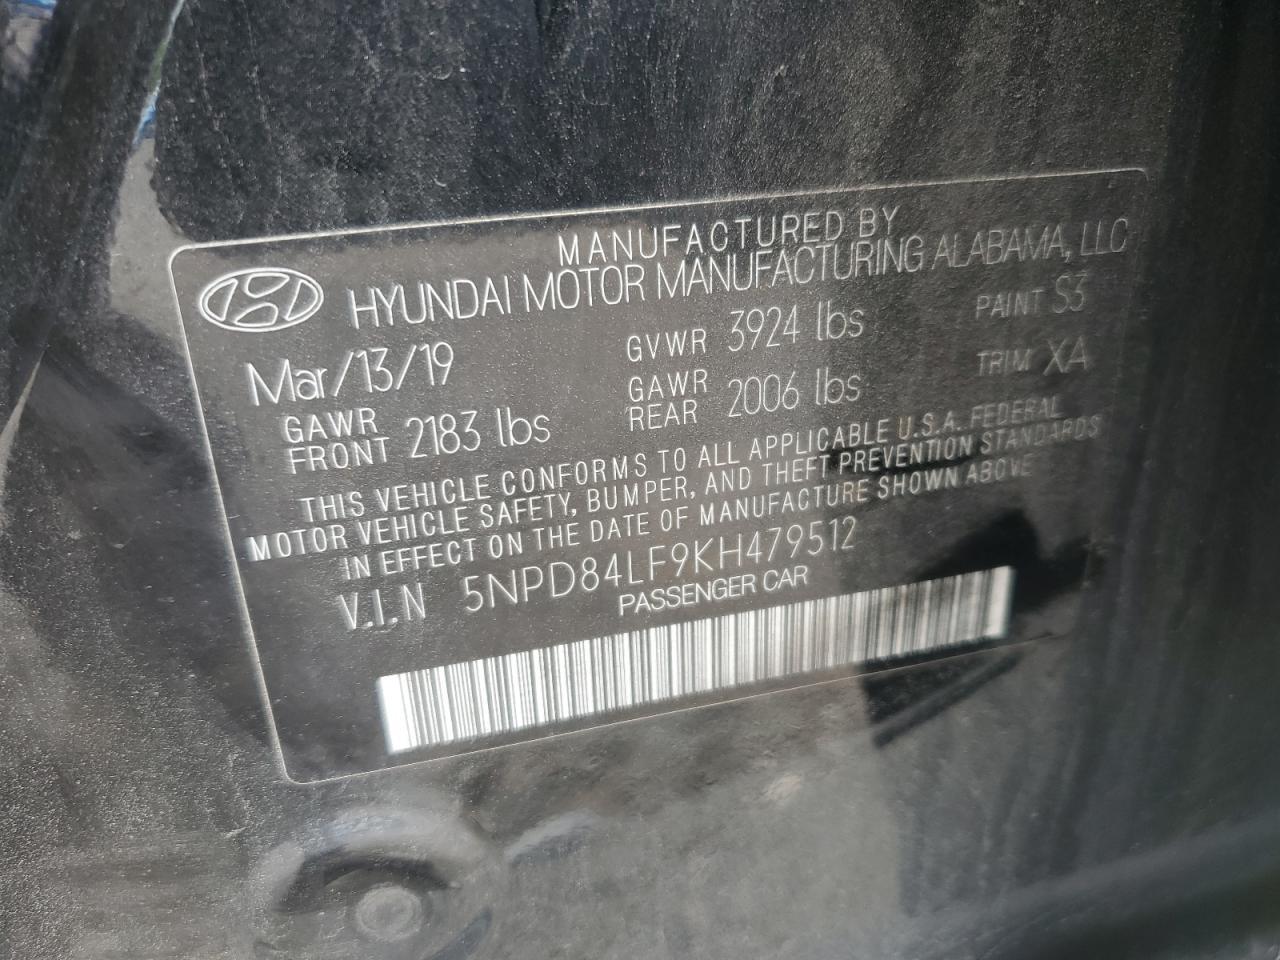 MANUFACTURED BY
HYUNDAI MOTOR MANUFACTURING ALABAMA, LLC
Mar/13/19 GVWR 3924 lbs PAINT S3
GAWR FRONT 2183 lbs GAWR REAR 2006 lbs TRIM XA
THIS VEHICLE CONFORMS TO ALL APPLICABLE U.S.A. FEDERAL
MOTOR VEHICLE SAFETY, BUMPER, AND THEFT PREVENTION STANDARDS
IN EFFECT ON THE DATE OF MANUFACTURE SHOWN ABOVE
V.I.N 5NPD84LF9KH479512
PASSENGER CAR